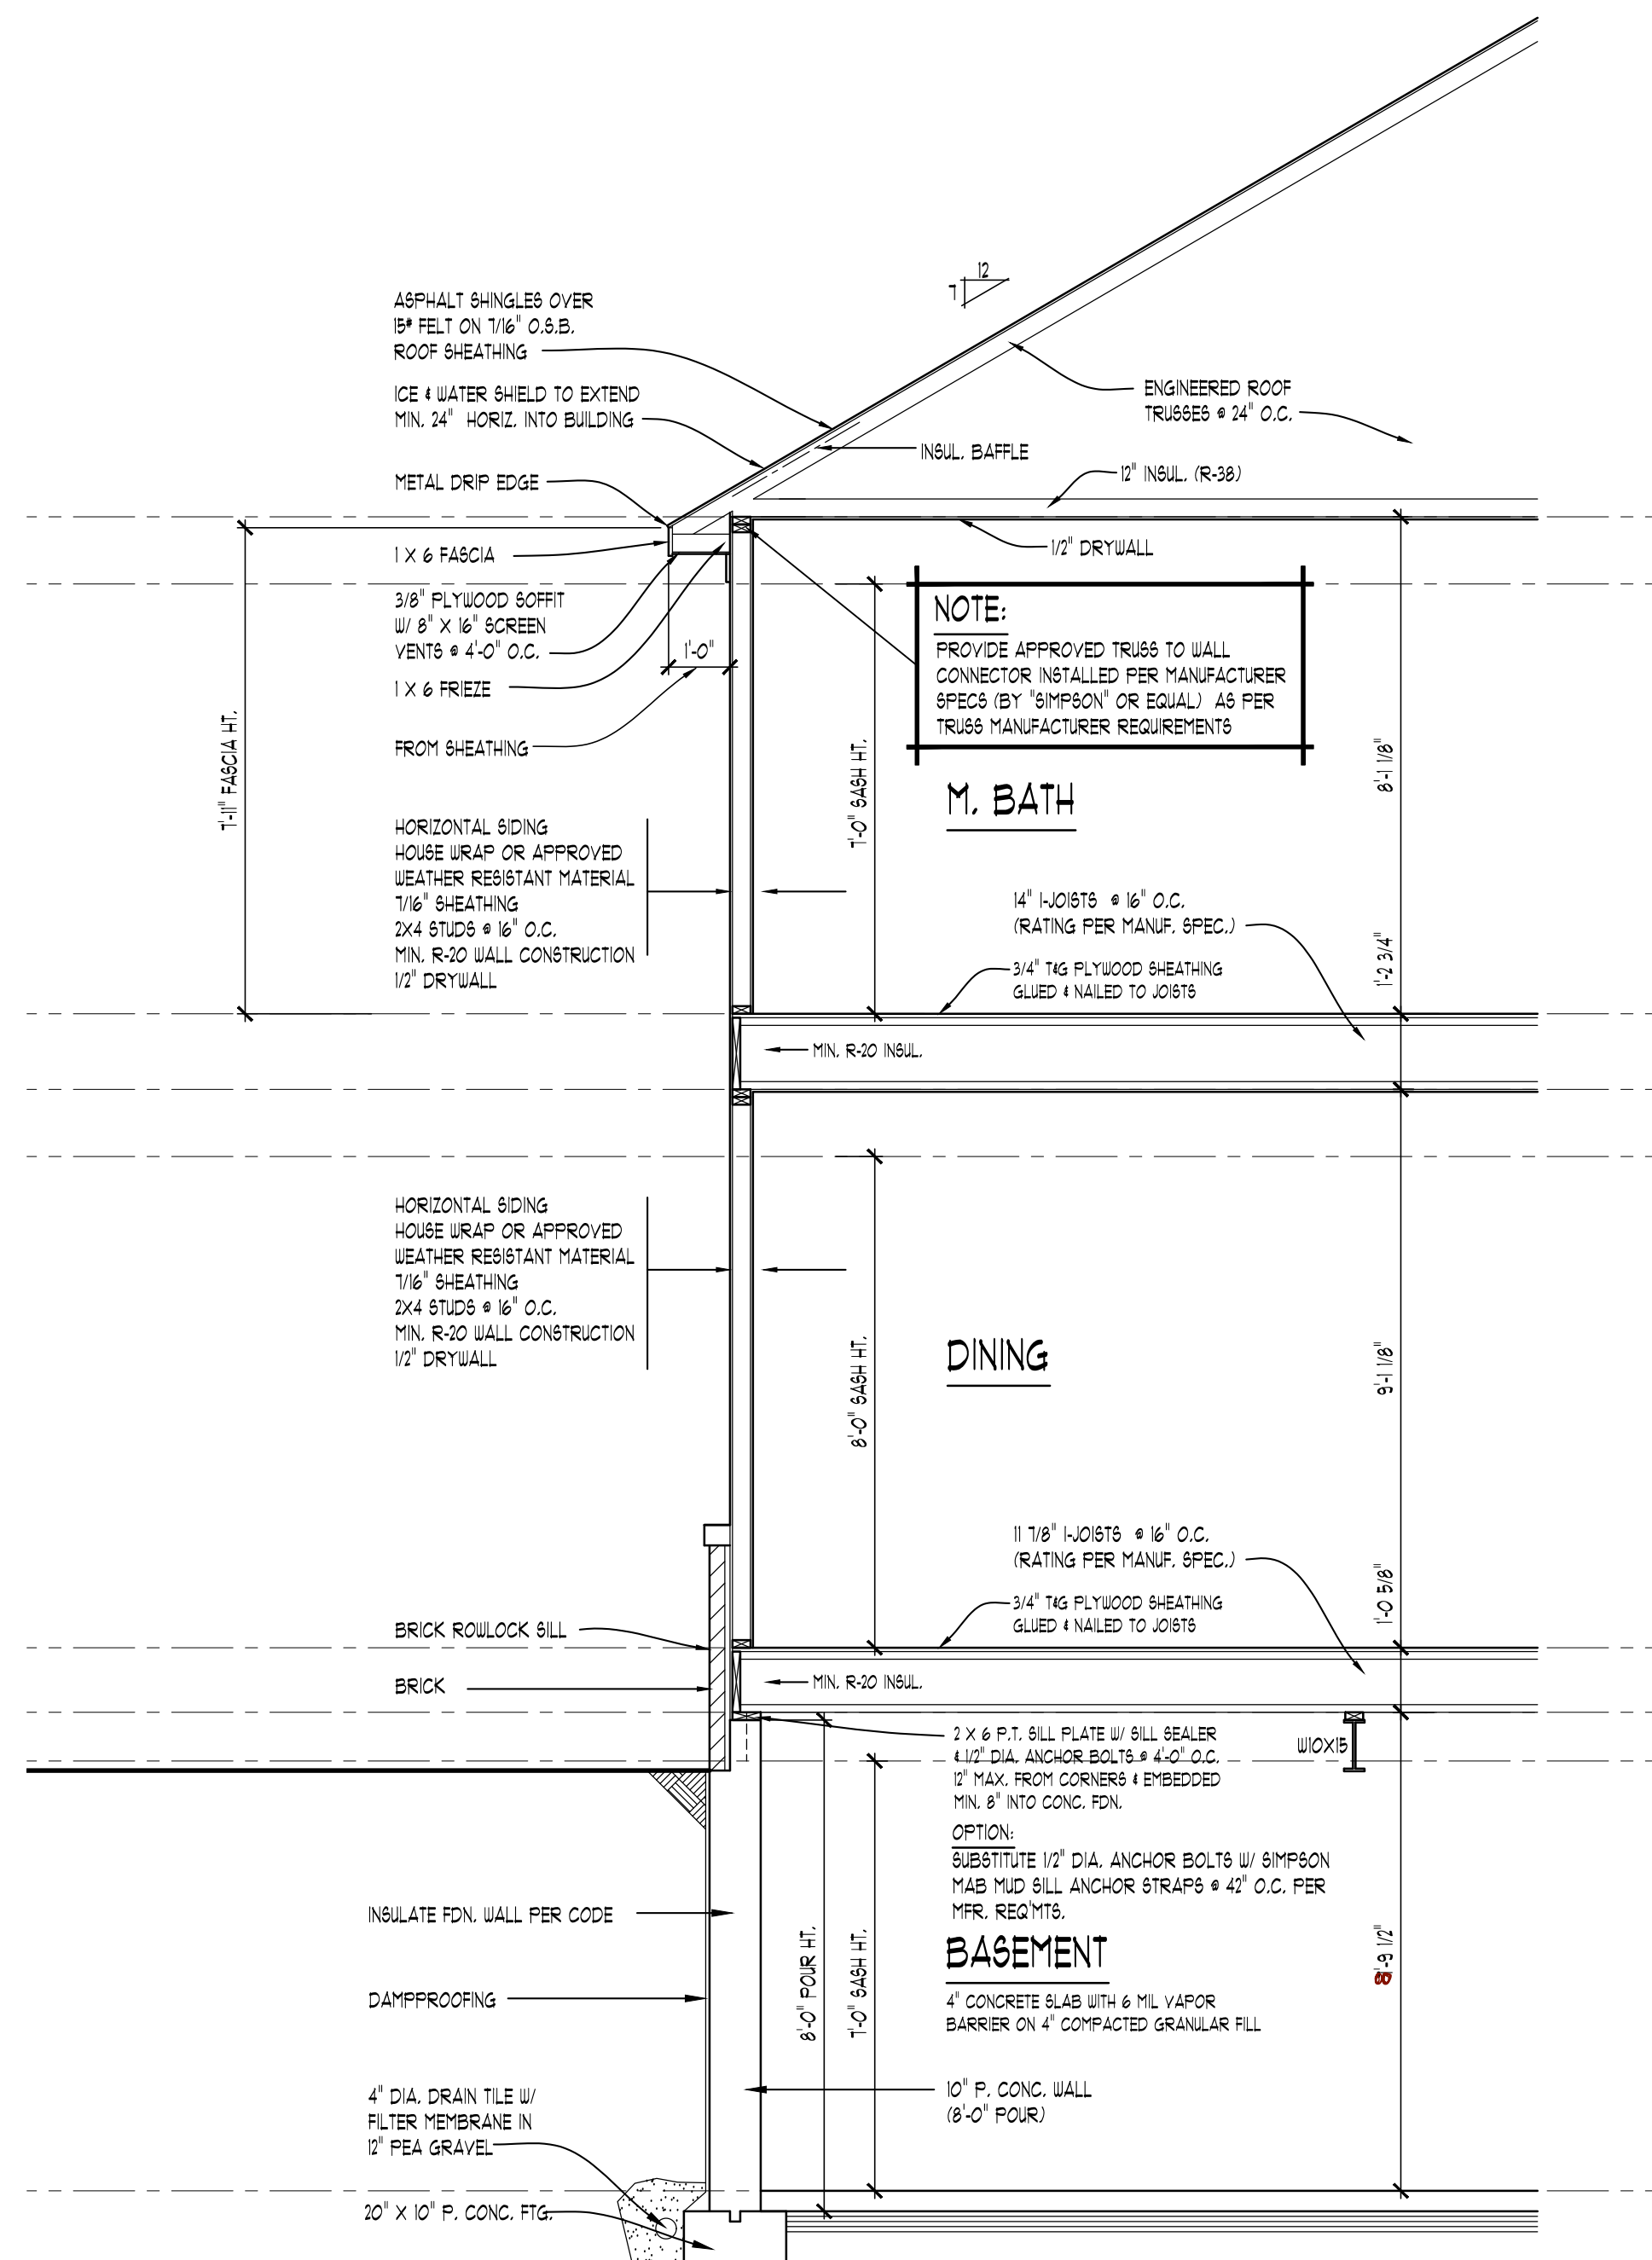 12
7
ASPHALT SHINGLES OVER
15# FELT ON 7/16" O.S.B.
ROOF SHEATHING
ICE & WATER SHIELD TO EXTEND
MIN. 24" HORIZ. INTO BUILDING
METAL DRIP EDGE
ENGINEERED ROOF
TRUSSES @ 24" O.C.
INSUL. BAFFLE
12" INSUL. (R-38)
1/2" DRYWALL
1 X 6 FASCIA
3/8" PLYWOOD SOFFIT
W/ 8" X 16" SCREEN
VENTS @ 4'-0" O.C.
1'-0"
1 X 6 FRIEZE
FROM SHEATHING
NOTE:
PROVIDE APPROVED TRUSS TO WALL
CONNECTOR INSTALLED PER MANUFACTURER
SPECS (BY "SIMPSON" OR EQUAL) AS PER
TRUSS MANUFACTURER REQUIREMENTS
7'-11" FASCIA HT.
7'-0" SASH HT.
8'-1 1/8"
M. BATH
HORIZONTAL SIDING
HOUSE WRAP OR APPROVED
WEATHER RESISTANT MATERIAL
7/16" SHEATHING
2X4 STUDS @ 16" O.C.
MIN. R-20 WALL CONSTRUCTION
1/2" DRYWALL
14" I-JOISTS @ 16" O.C.
(RATING PER MANUF. SPEC.)
3/4" T&G PLYWOOD SHEATHING
GLUED & NAILED TO JOISTS
1'-2 3/4"
MIN. R-20 INSUL.
HORIZONTAL SIDING
HOUSE WRAP OR APPROVED
WEATHER RESISTANT MATERIAL
7/16" SHEATHING
2X4 STUDS @ 16" O.C.
MIN. R-20 WALL CONSTRUCTION
1/2" DRYWALL
8'-0" SASH HT.
DINING
9'-1 1/8"
11 7/8" I-JOISTS @ 16" O.C.
(RATING PER MANUF. SPEC.)
3/4" T&G PLYWOOD SHEATHING
GLUED & NAILED TO JOISTS
1'-0 5/8"
BRICK ROWLOCK SILL
BRICK
MIN. R-20 INSUL.
2 X 6 P.T. SILL PLATE W/ SILL SEALER
& 1/2" DIA. ANCHOR BOLTS @ 4'-0" O.C.
12" MAX. FROM CORNERS & EMBEDDED
MIN. 8" INTO CONC. FDN.
W10X15
OPTION:
SUBSTITUTE 1/2" DIA. ANCHOR BOLTS W/ SIMPSON
MAB MUD SILL ANCHOR STRAPS @ 42" O.C. PER
MFR. REQ'MTS.
INSULATE FDN. WALL PER CODE
DAMPPROOFING
8'-0" POUR HT.
7'-0" SASH HT.
BASEMENT
4" CONCRETE SLAB WITH 6 MIL VAPOR
BARRIER ON 4" COMPACTED GRANULAR FILL
8'-9 1/2"
10" P. CONC. WALL
(8'-0" POUR)
4" DIA. DRAIN TILE W/
FILTER MEMBRANE IN
12" PEA GRAVEL
20" X 10" P. CONC. FTG.